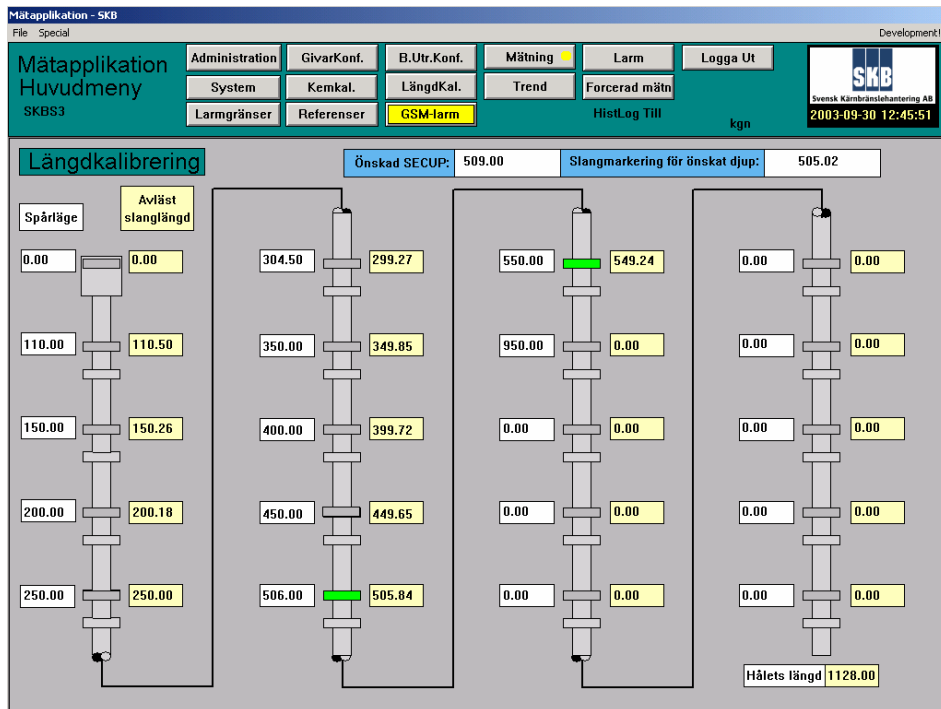 Mätapplikation - SKB
File Special Development!
Mätapplikation
Huvudmeny
SKBS3
Administration GivarKonf. B.Utr.Konf. Mätning Larm Logga Ut
System Kemkal. LängdKal. Trend Forcerad mätn
Larmgränser Referenser GSM-larm HistLog Till kgn
SKB
Svensk Kärnbränslehantering AB
2003-09-30 12:45:51
Längdkalibrering
Önskad SECUP: 509.00 Slangmarkering för önskat djup: 505.02
Spårläge
Avläst
slanglängd
0.00 0.00 304.50 299.27 550.00 549.24 0.00 0.00
110.00 110.50 350.00 349.85 950.00 0.00 0.00 0.00
150.00 150.26 400.00 399.72 0.00 0.00 0.00 0.00
200.00 200.18 450.00 449.65 0.00 0.00 0.00 0.00
250.00 250.00 506.00 505.84 0.00 0.00 0.00 0.00
Hålets längd 1128.00